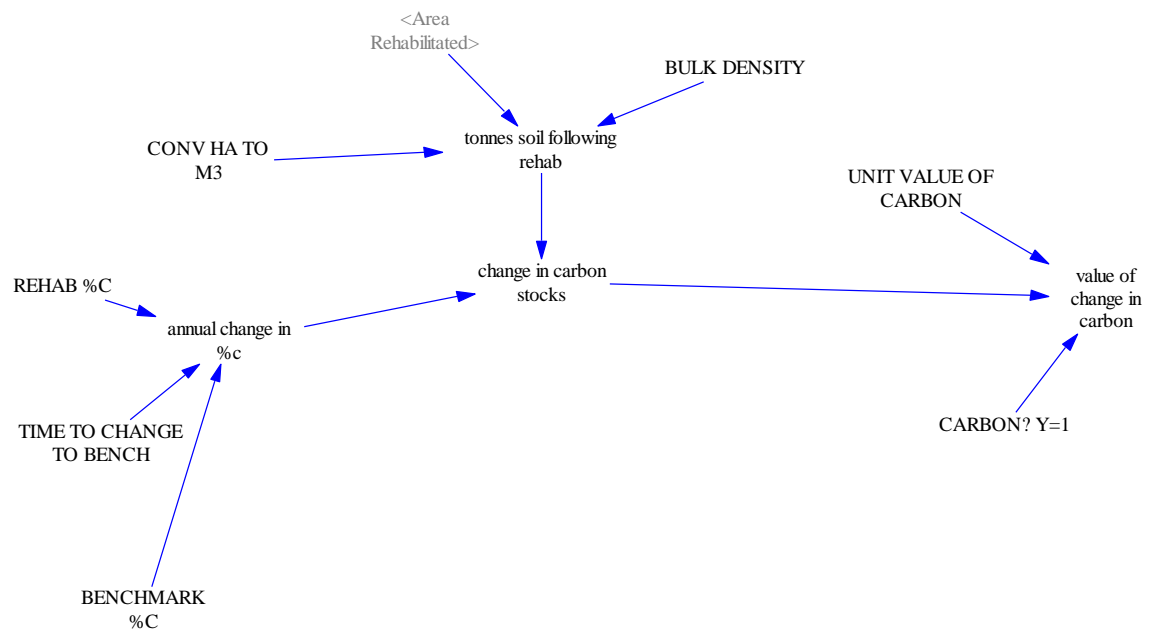 <Area
Rehabilitated>
BULK DENSITY
tonnes soil following
rehab
CONV HA TO
M3
UNIT VALUE OF
CARBON
change in carbon
stocks
value of
change in
carbon
REHAB %C
annual change in
%c
TIME TO CHANGE
TO BENCH
CARBON? Y=1
BENCHMARK
%C